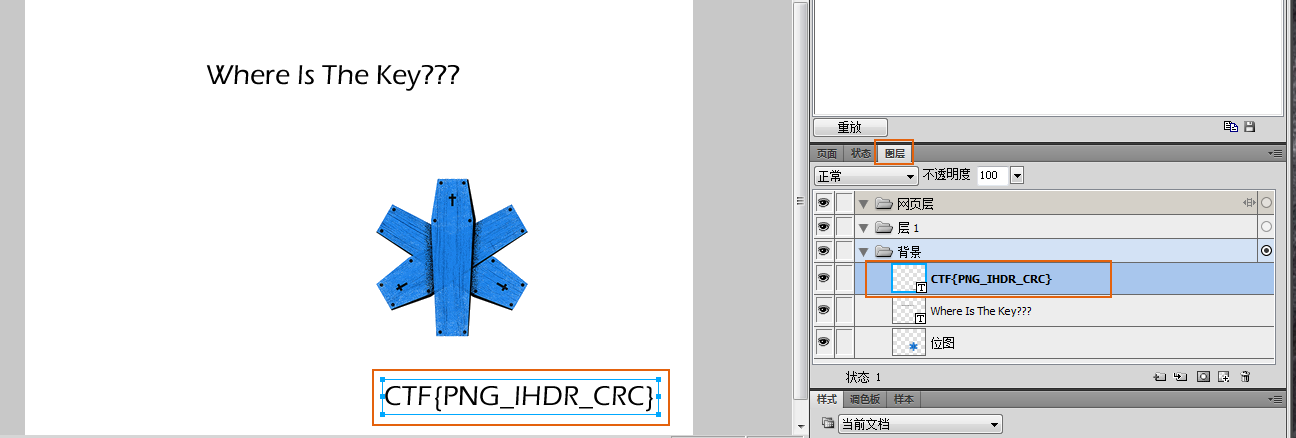 Where Is The Key???
CTF{PNG_IHDR_CRC}
重放
页面 状态 图层
正常 不透明度 100
网页层
层 1
背景
CTF{PNG_IHDR_CRC}
Where Is The Key???
位图
状态 1
样式 调色板 样本
当前文档